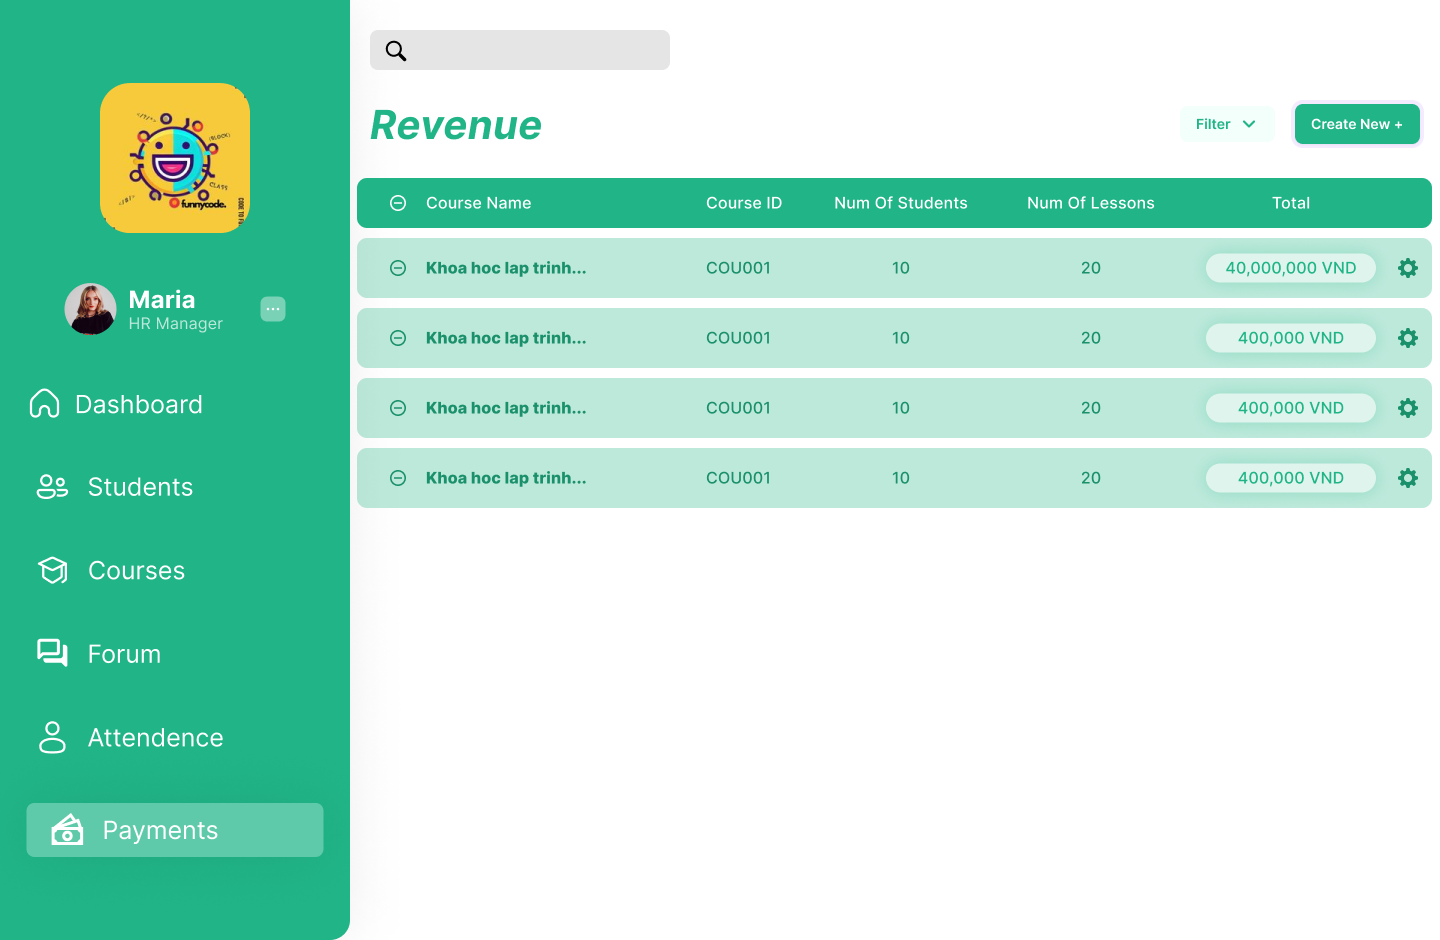 Revenue
Filter
Create New +
</i/>
{BLOCK}
CLASS
</$/>
funnycode.
Maria
HR Manager
Dashboard
Students
Courses
Forum
Attendence
Payments
Course Name Course ID Num Of Students Num Of Lessons Total
Khoa hoc lap trinh... COU001 10 20 40,000,000 VND
Khoa hoc lap trinh... COU001 10 20 400,000 VND
Khoa hoc lap trinh... COU001 10 20 400,000 VND
Khoa hoc lap trinh... COU001 10 20 400,000 VND